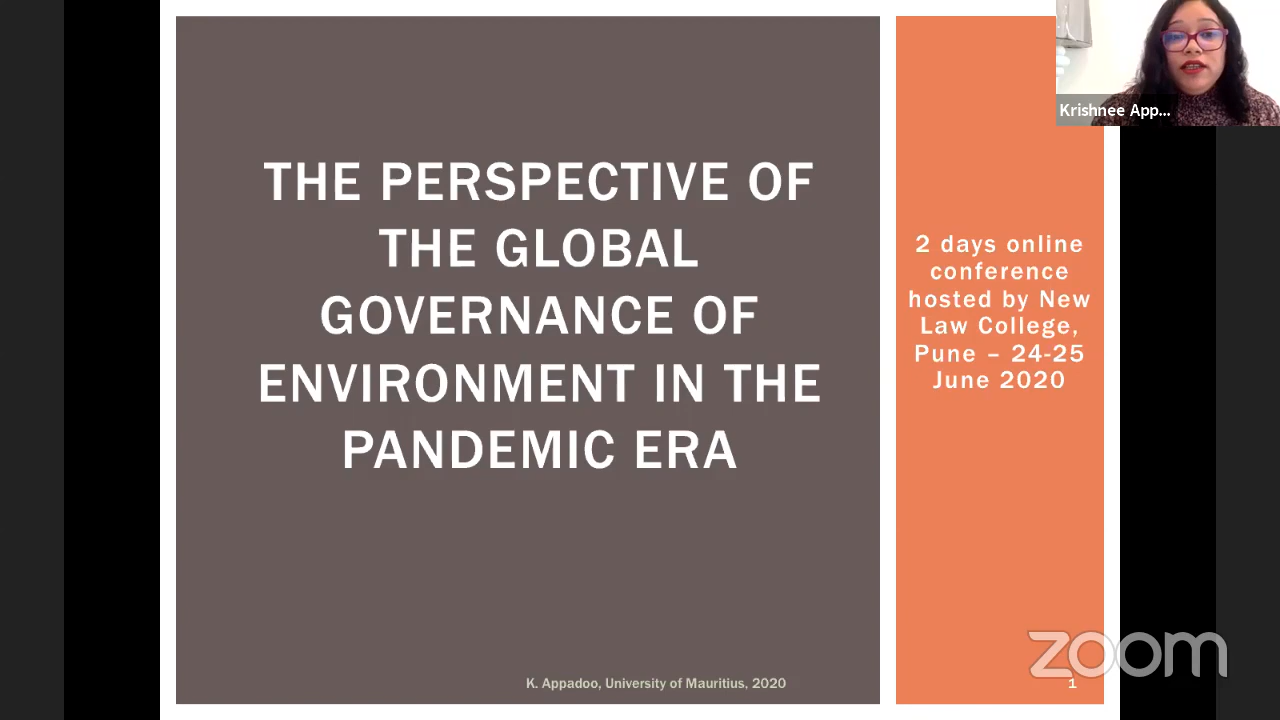 THE PERSPECTIVE OF
THE GLOBAL
GOVERNANCE OF
ENVIRONMENT IN THE
PANDEMIC ERA
2 days online
conference
hosted by New
Law College,
Pune – 24-25
June 2020
Krishnee App...
K. Appadoo, University of Mauritius, 2020
1
zoom